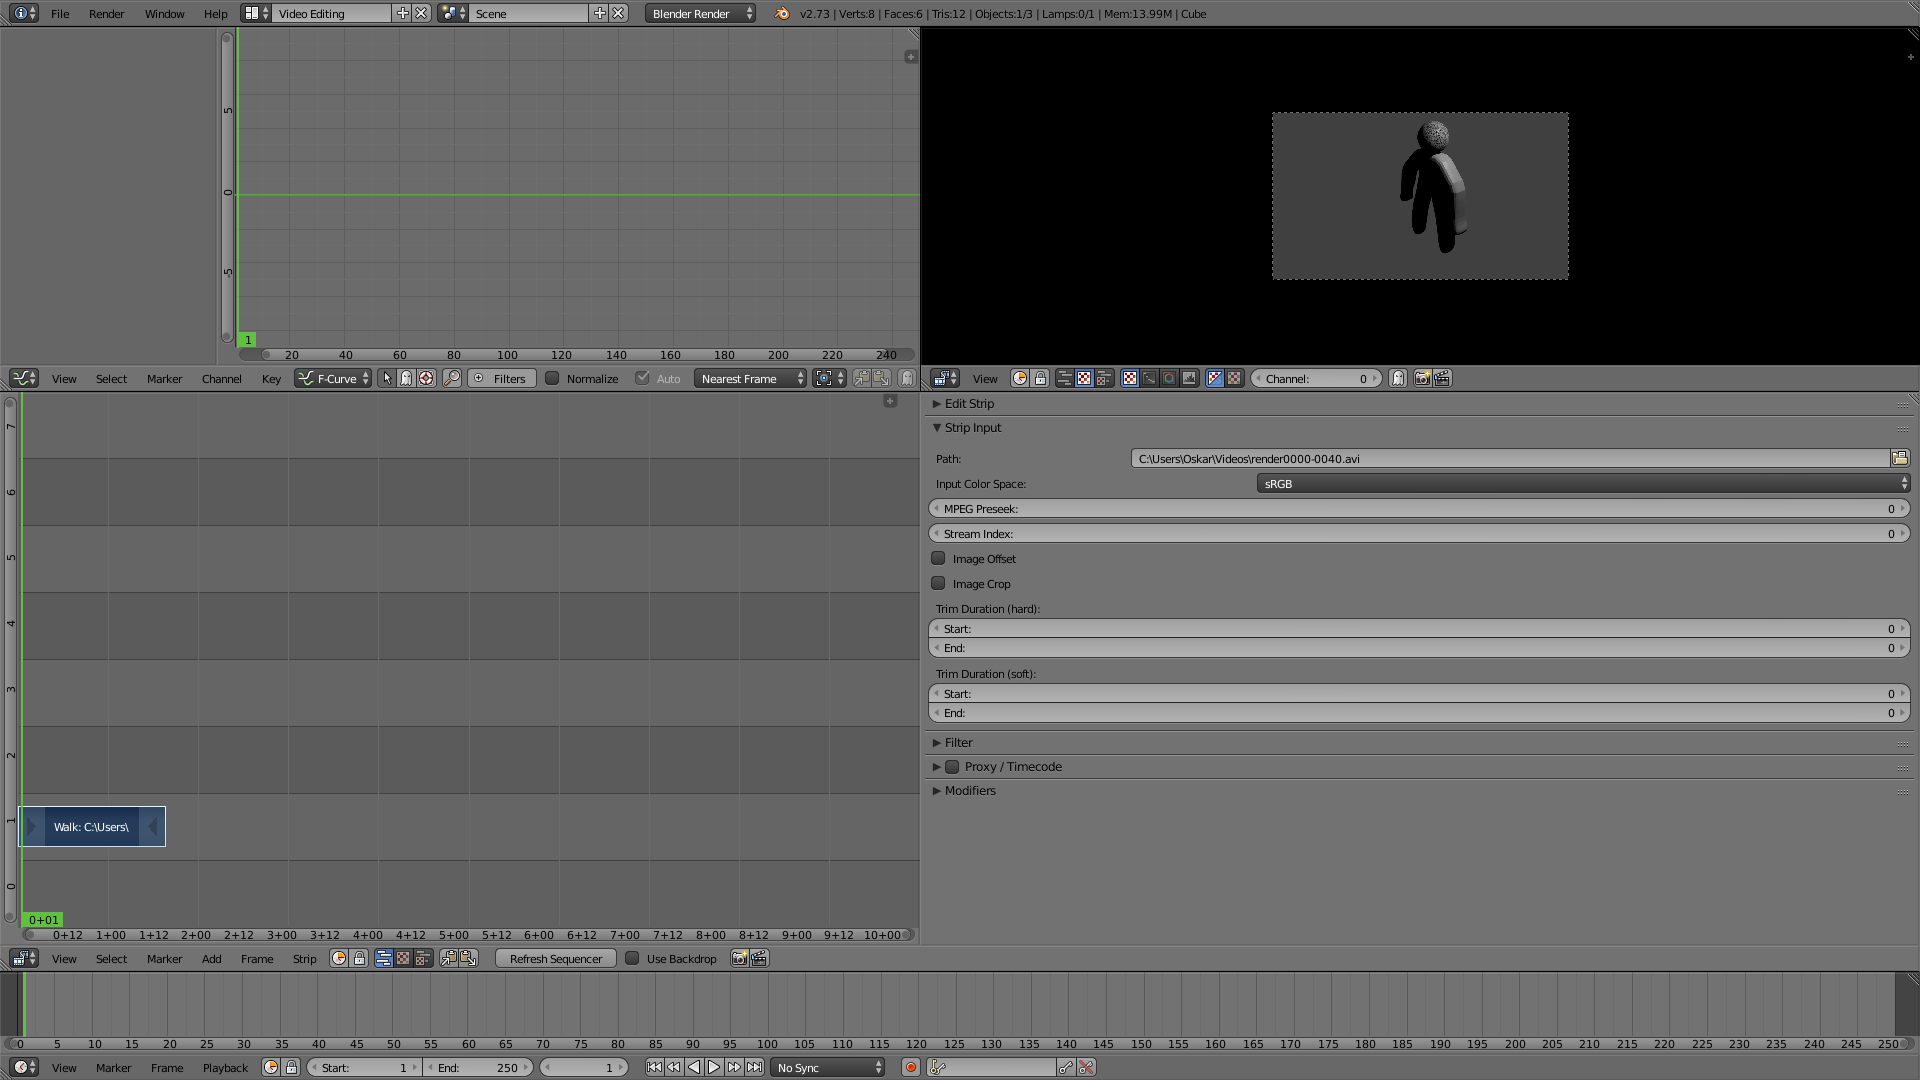 File Render Window Help Video Editing Scene Blender Render v2.73 | Verts:8 | Faces:6 | Tris:12 | Objects:1/3 | Lamps:0/1 | Mem:13.99M | Cube
5
0
-5
1
20 40 60 80 100 120 140 160 180 200 220 240
View Select Marker Channel Key F-Curve Filters Normalize Auto Nearest Frame
View Channel: 0
7
6
5
4
3
2
1
0
Walk: C:\Users\
0+01
0+12 1+00 1+12 2+00 2+12 3+00 3+12 4+00 4+12 5+00 5+12 6+00 6+12 7+00 7+12 8+00 8+12 9+00 9+12 10+00
View Select Marker Add Frame Strip Refresh Sequencer Use Backdrop
Edit Strip
Strip Input
Path: C:\Users\Oskar\Videos\render0000-0040.avi
Input Color Space: sRGB
MPEG Preseek: 0
Stream Index: 0
Image Offset
Image Crop
Trim Duration (hard):
Start: 0
End: 0
Trim Duration (soft):
Start: 0
End: 0
Filter
Proxy / Timecode
Modifiers
0 5 10 15 20 25 30 35 40 45 50 55 60 65 70 75 80 85 90 95 100 105 110 115 120 125 130 135 140 145 150 155 160 165 170 175 180 185 190 195 200 205 210 215 220 225 230 235 240 245 250
View Marker Frame Playback Start: 1 End: 250 1 No Sync